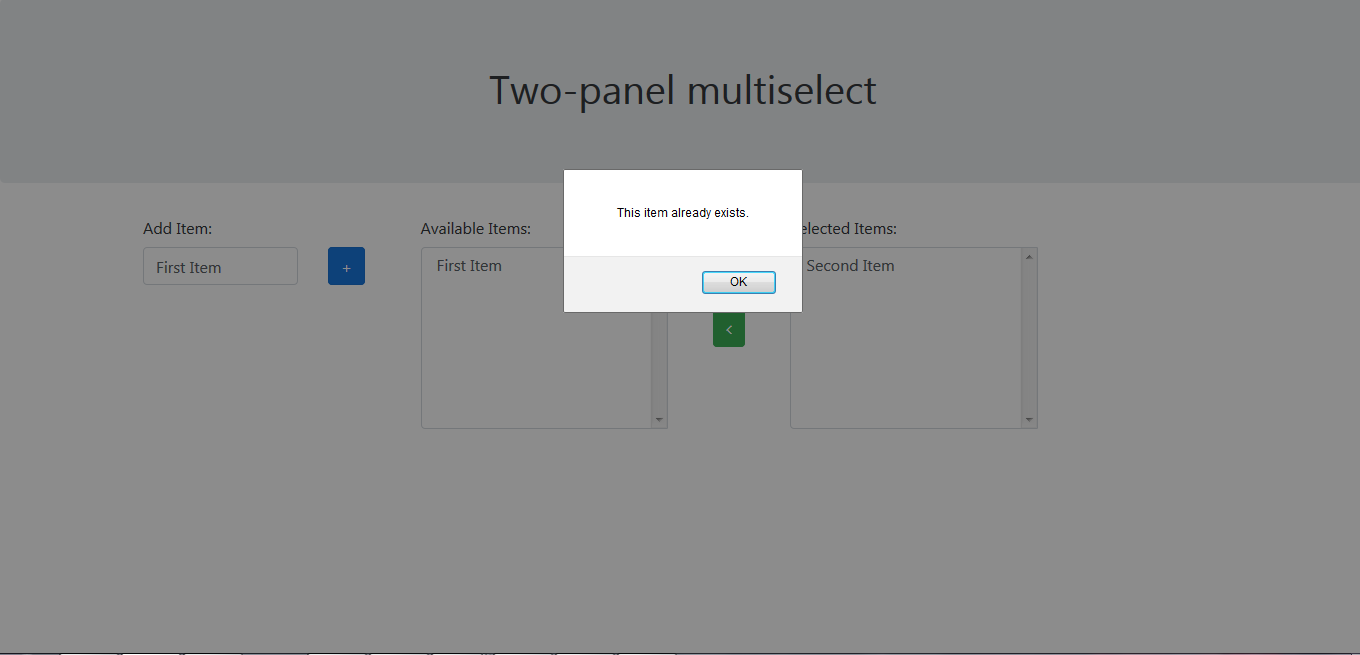 Two-panel multiselect
This item already exists.
OK
Add Item:
First Item
+
Available Items:
First Item
<
elected Items:
Second Item